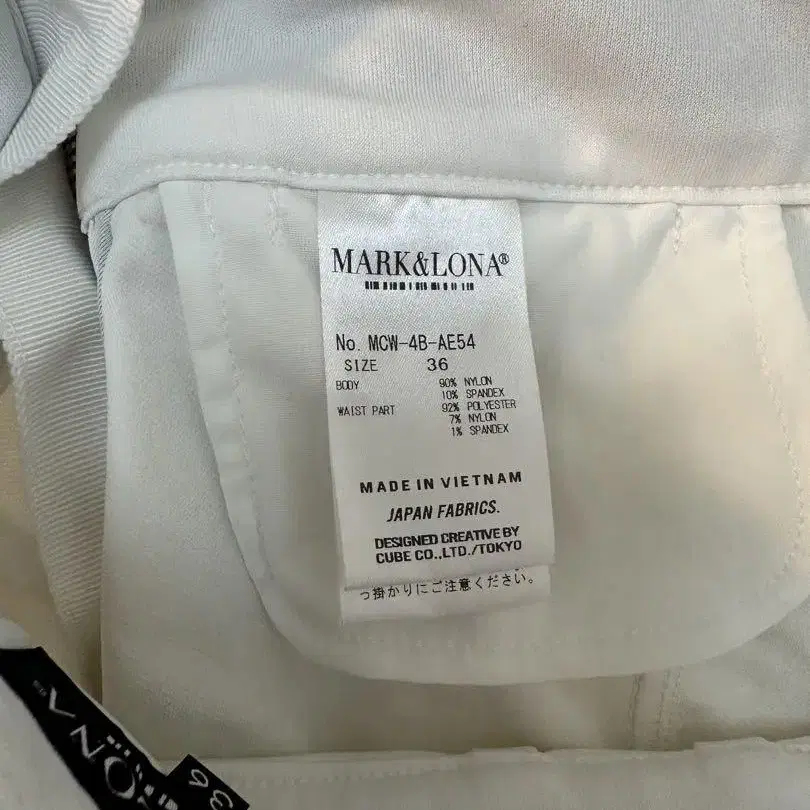 MARK&LONA®
No. MCW-4B-AE54
SIZE 36
BODY 90% NYLON
10% SPANDEX
WAIST PART 92% POLYESTER
7% NYLON
1% SPANDEX
MADE IN VIETNAM
JAPAN FABRICS.
DESIGNED CREATIVE BY
CUBE CO.,LTD./TOKYO
っ掛かりにご注意ください。
ONA
36